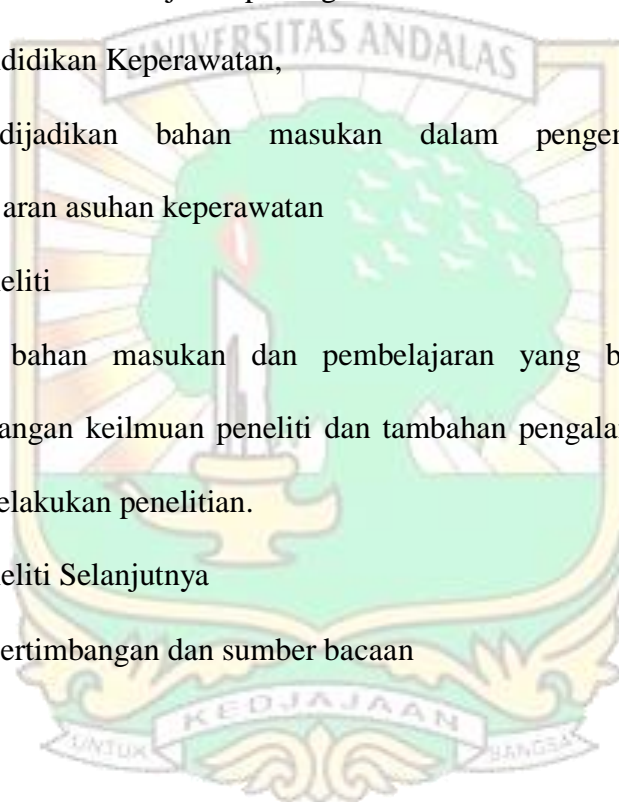 UNIVERSITAS ANDALAS
didikan Keperawatan,
dijadikan bahan masukan dalam penger
aran asuhan keperawatan
eliti
bahan masukan dan pembelajaran yang b
angan keilmuan peneliti dan tambahan pengala
elakukan penelitian.
eliti Selanjutnya
ertimbangan dan sumber bacaan
KEDJAJAAN
UNTUK
BANGSA